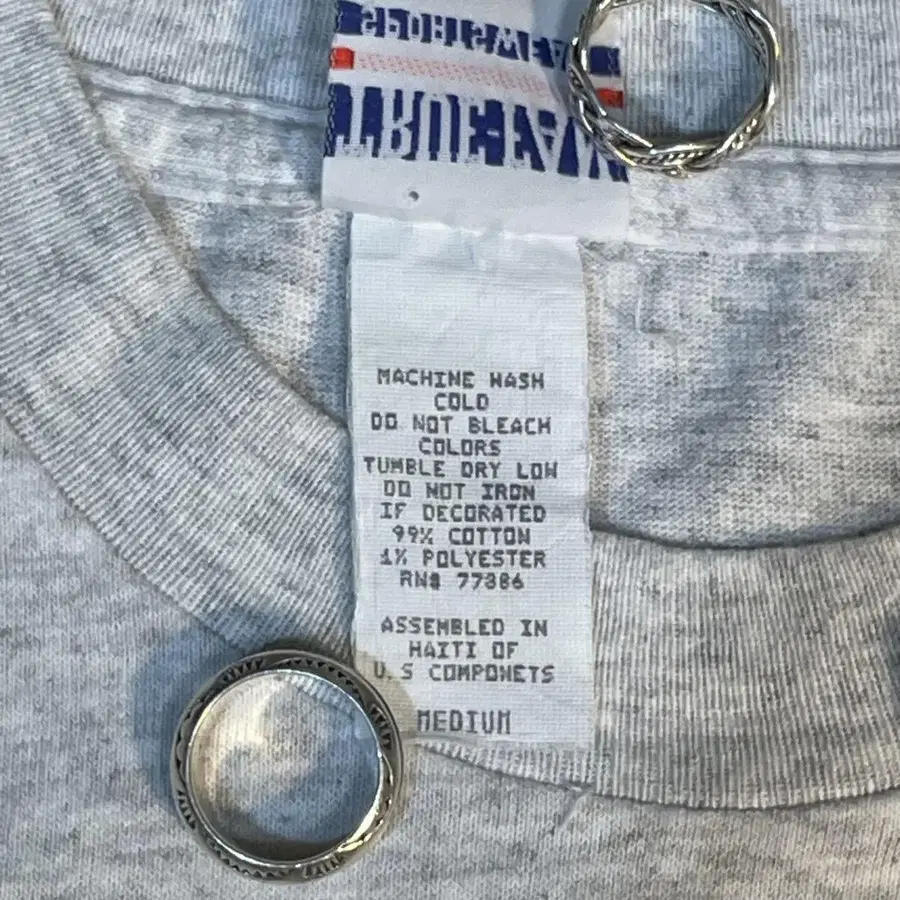 MACHINE WASH
COLD
DO NOT BLEACH
COLORS
TUMBLE DRY LOW
DO NOT IRON
IF DECORATED
99% COTTON
1% POLYESTER
RN# 77386
ASSEMBLED IN
HAITI OF
U.S COMPONETS
MEDIUM